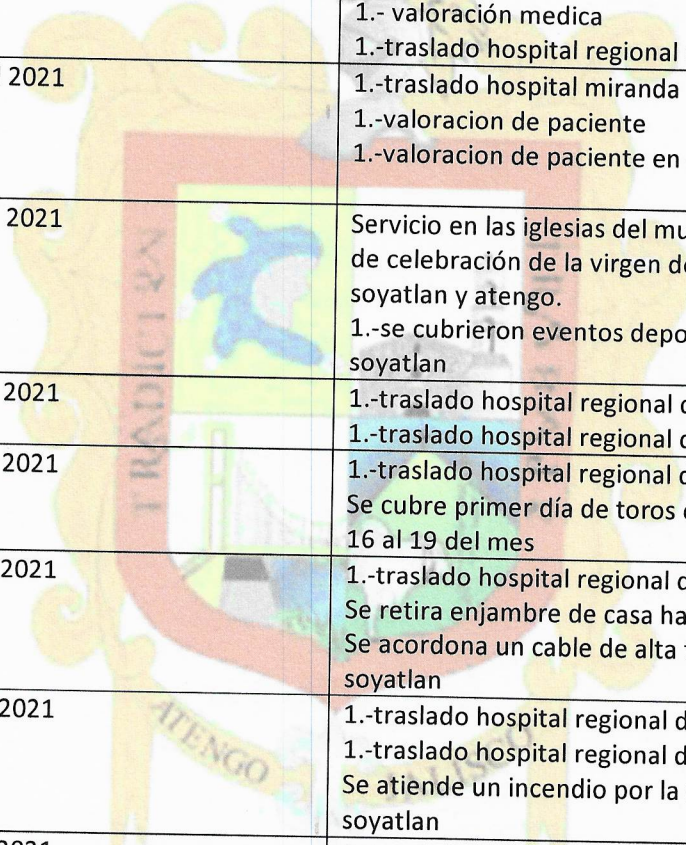 1.- valoración medica
1.-traslado hospital regional
2021
1.-traslado hospital miranda
1.-valoracion de paciente
1.-valoracion de paciente en
2021
Servicio en las iglesias del mu
de celebración de la virgen de
soyatlan y atengo.
1.-se cubrieron eventos depo
soyatlan
2021
1.-traslado hospital regional d
1.-traslado hospital regional d
2021
1.-traslado hospital regional d
Se cubre primer día de toros
16 al 19 del mes
2021
1.-traslado hospital regional d
Se retira enjambre de casa ha
Se acordona un cable de alta
soyatlan
2021
1.-traslado hospital regional d
1.-traslado hospital regional d
Se atiende un incendio por la
soyatlan
2021
TRADICION
ATENGO
JALISCO